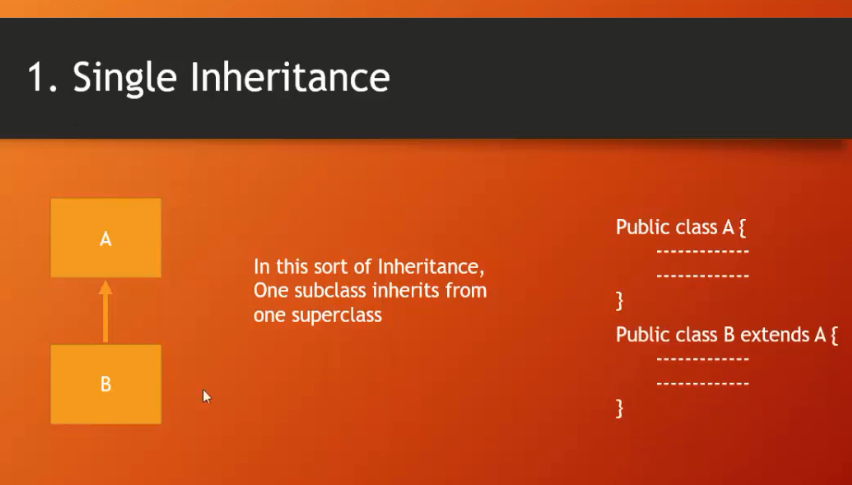 1. Single Inheritance
A
B
In this sort of Inheritance,
One subclass inherits from
one superclass
Public class A {
-------------
-------------
}
Public class B extends A {
-------------
-------------
}